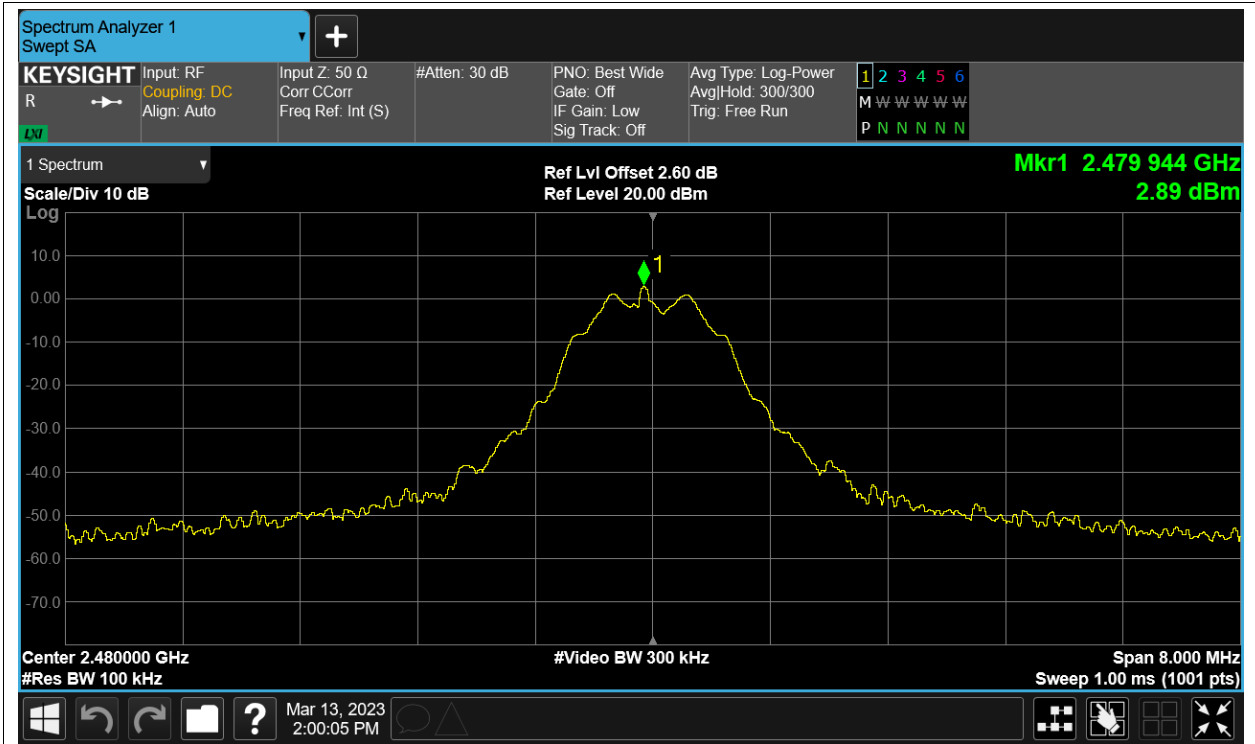 Spectrum Analyzer 1
Swept SA
KEYSIGHT
R
LXI
Input: RF
Coupling: DC
Align: Auto
Input Z: 50 Ω
Corr CCorr
Freq Ref: Int (S)
#Atten: 30 dB
PNO: Best Wide
Gate: Off
IF Gain: Low
Sig Track: Off
Avg Type: Log-Power
Avg|Hold: 300/300
Trig: Free Run
1 2 3 4 5 6
M W W W W W
P N N N N N
1 Spectrum
Scale/Div 10 dB
Log
Ref Lvl Offset 2.60 dB
Ref Level 20.00 dBm
Mkr1 2.479 944 GHz
2.89 dBm
1
10.0
0.00
-10.0
-20.0
-30.0
-40.0
-50.0
-60.0
-70.0
Center 2.480000 GHz
#Res BW 100 kHz
#Video BW 300 kHz
Span 8.000 MHz
Sweep 1.00 ms (1001 pts)
?
Mar 13, 2023
2:00:05 PM